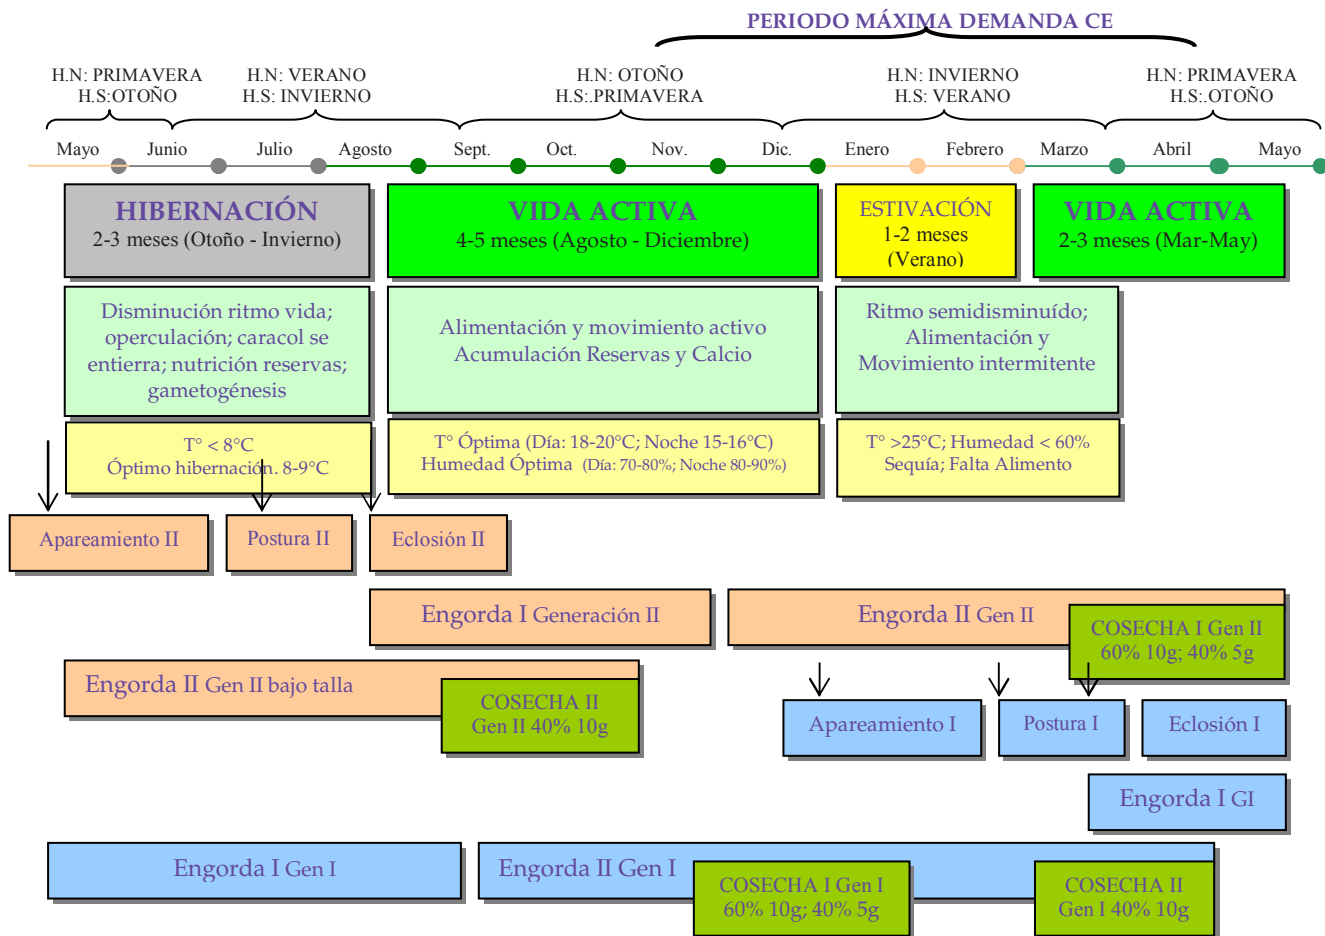 PERIODO MÁXIMA DEMANDA CE
H.N: PRIMAVERA
H.S:OTOÑO
H.N: VERANO
H.S: INVIERNO
H.N: OTOÑO
H.S:.PRIMAVERA
H.N: INVIERNO
H.S: VERANO
H.N: PRIMAVERA
H.S:.OTOÑO
Mayo Junio Julio Agosto Sept. Oct. Nov. Dic. Enero Febrero Marzo Abril Mayo
HIBERNACIÓN
2-3 meses (Otoño - Invierno)
VIDA ACTIVA
4-5 meses (Agosto - Diciembre)
ESTIVACIÓN
1-2 meses
(Verano)
VIDA ACTIVA
2-3 meses (Mar-May)
Disminución ritmo vida;
operculación; caracol se
entierra; nutrición reservas;
gametogénesis
Alimentación y movimiento activo
Acumulación Reservas y Calcio
Ritmo semidisminuído;
Alimentación y
Movimiento intermitente
T° < 8°C
Óptimo hibernación. 8-9°C
T° Óptima (Día: 18-20°C; Noche 15-16°C)
Humedad Óptima (Día: 70-80%; Noche 80-90%)
T° >25°C; Humedad < 60%
Sequía; Falta Alimento
Apareamiento II
Postura II
Eclosión II
Engorda I Generación II
Engorda II Gen II
COSECHA I Gen II
60% 10g; 40% 5g
Engorda II Gen II bajo talla
COSECHA II
Gen II 40% 10g
Apareamiento I
Postura I
Eclosión I
Engorda I GI
Engorda I Gen I
Engorda II Gen I
COSECHA I Gen I
60% 10g; 40% 5g
COSECHA II
Gen I 40% 10g